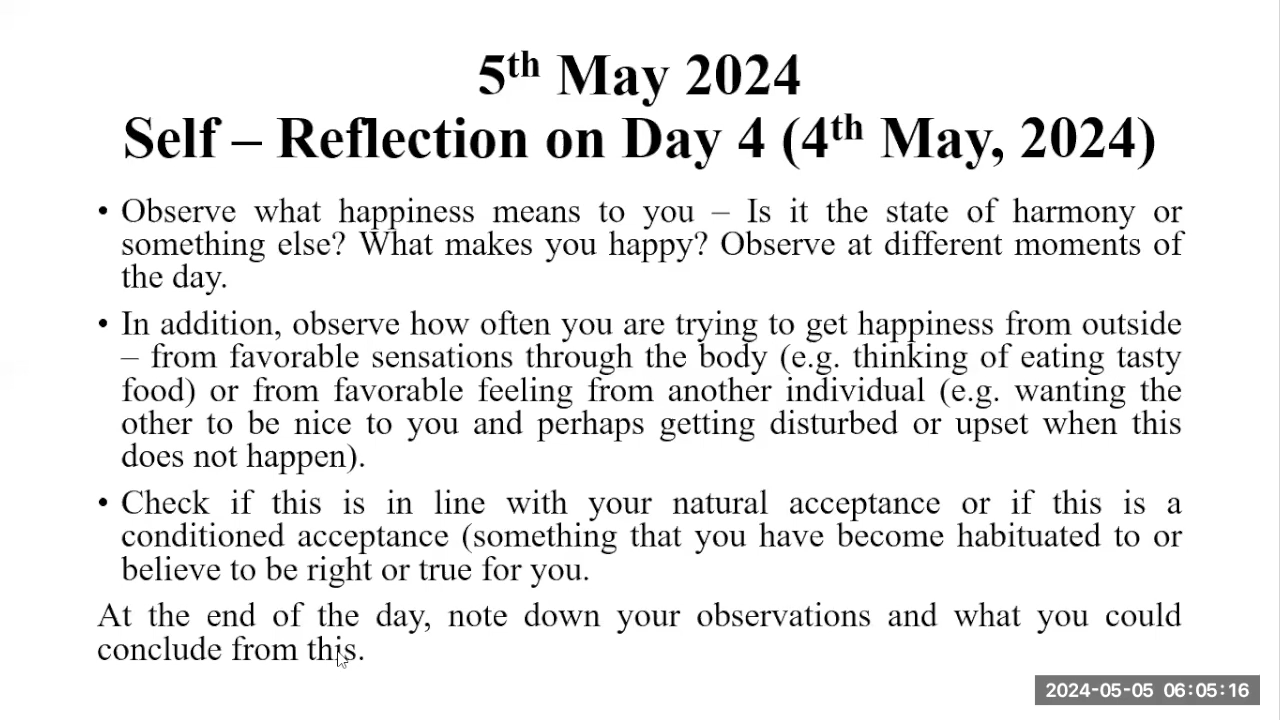 5th May 2024
Self – Reflection on Day 4 (4th May, 2024)
• Observe what happiness means to you – Is it the state of harmony or
something else? What makes you happy? Observe at different moments of
the day.
• In addition, observe how often you are trying to get happiness from outside
– from favorable sensations through the body (e.g. thinking of eating tasty
food) or from favorable feeling from another individual (e.g. wanting the
other to be nice to you and perhaps getting disturbed or upset when this
does not happen).
• Check if this is in line with your natural acceptance or if this is a
conditioned acceptance (something that you have become habituated to or
believe to be right or true for you.
At the end of the day, note down your observations and what you could
conclude from this.
2024-05-05 06:05:16